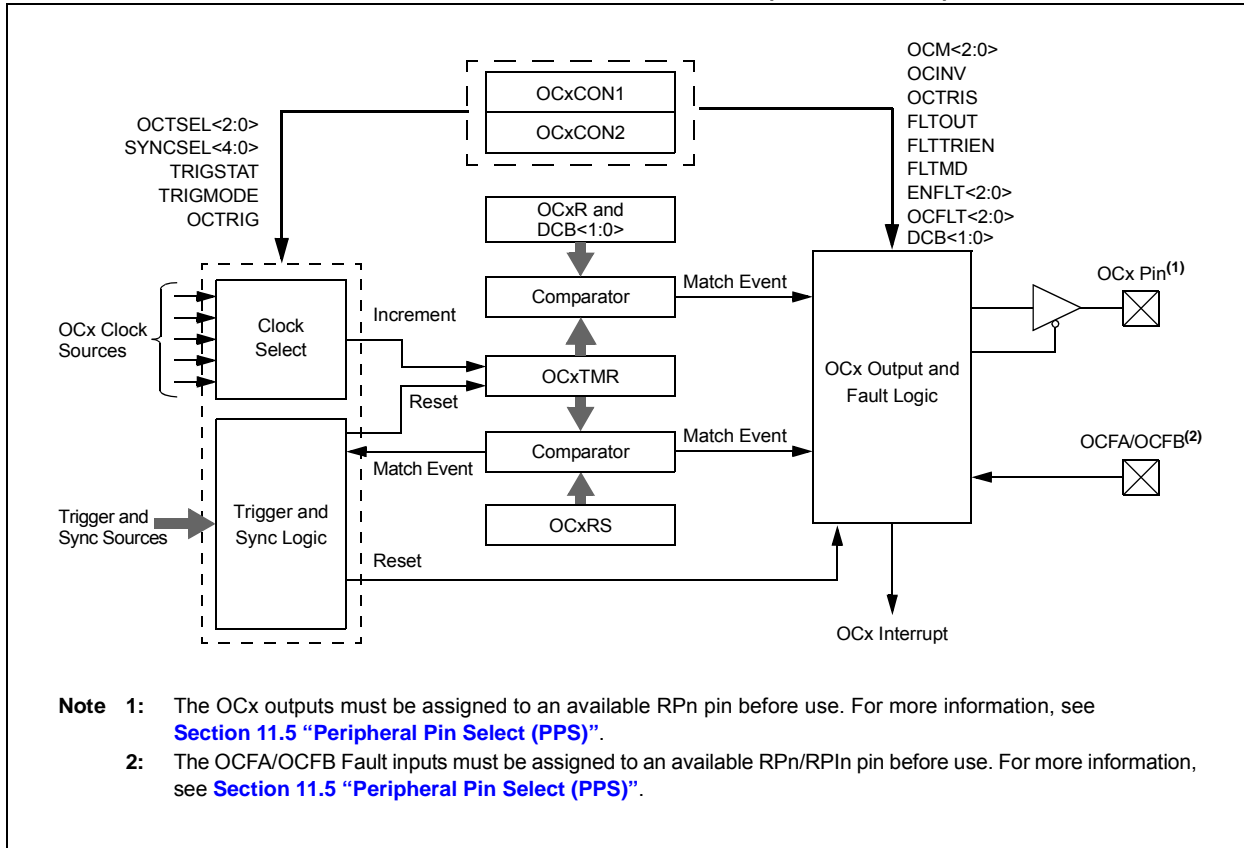 OCxCON1
OCxCON2
OCM<2:0>
OCINV
OCTRIS
FLTOUT
FLTTRIEN
FLTMD
ENFLT<2:0>
OCFLT<2:0>
DCB<1:0>
OCTSEL<2:0>
SYNCSEL<4:0>
TRIGSTAT
TRIGMODE
OCTRIG
OCxR and
DCB<1:0>
Comparator
Match Event
OCx Pin(1)
OCx Clock
Sources
Clock
Select
Increment
OCxTMR
Reset
OCx Output and
Fault Logic
Comparator
Match Event
Match Event
OCFA/OCFB(2)
Trigger and
Sync Sources
Trigger and
Sync Logic
OCxRS
Reset
OCx Interrupt
Note 1: The OCx outputs must be assigned to an available RPn pin before use. For more information, see
Section 11.5 “Peripheral Pin Select (PPS)”.
2: The OCFA/OCFB Fault inputs must be assigned to an available RPn/RPIn pin before use. For more information,
see Section 11.5 “Peripheral Pin Select (PPS)”.